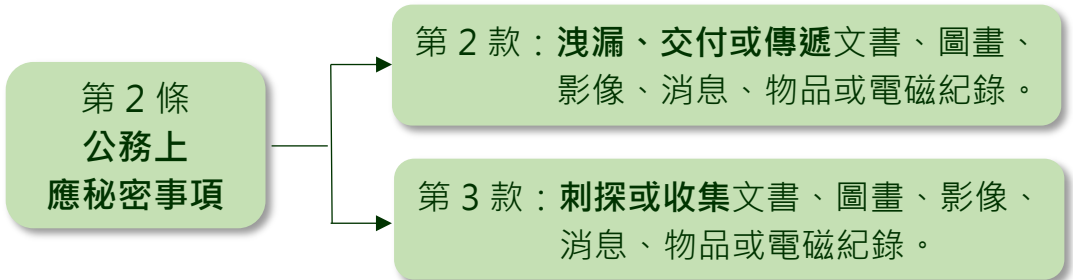 第 2 條
公務上
應秘密事項
第 2 款：洩漏、交付或傳遞文書、圖畫、
影像、消息、物品或電磁紀錄。
第 3 款：刺探或收集文書、圖畫、影像、
消息、物品或電磁紀錄。